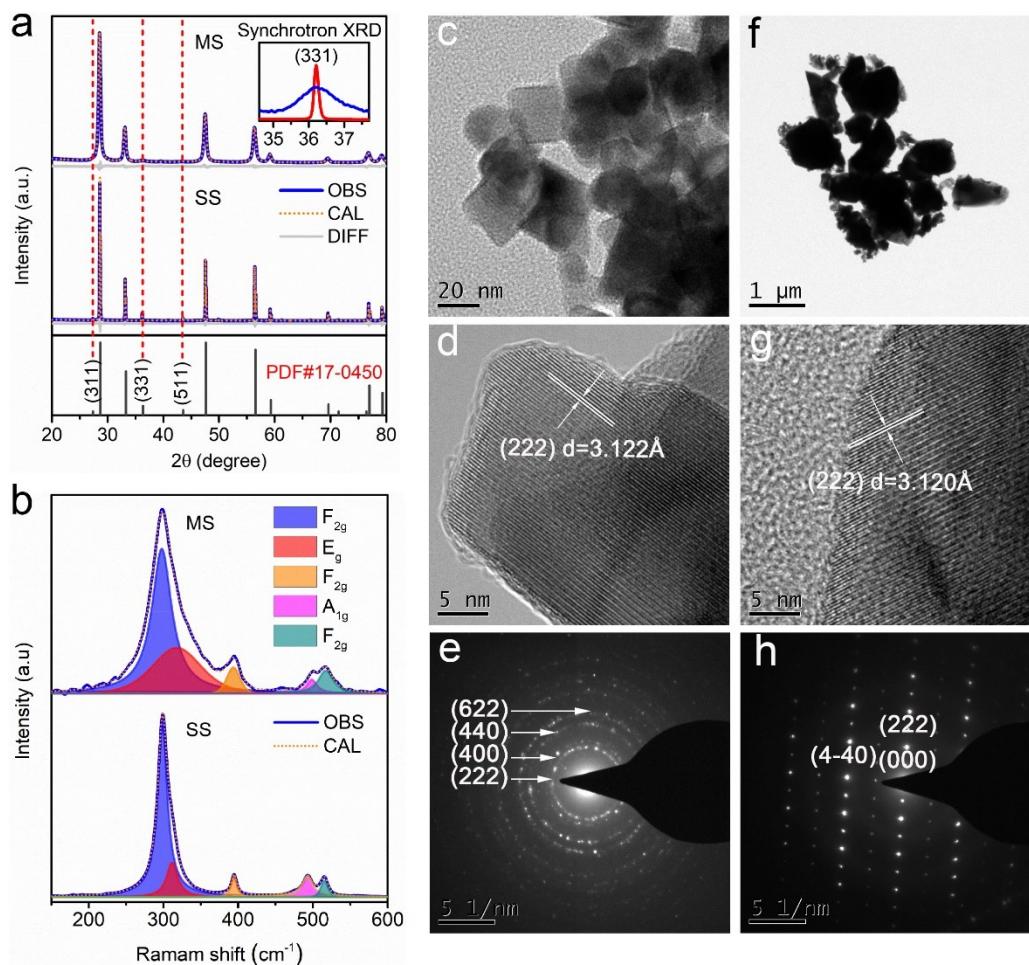 a
Synchrotron XRD
(331)
MS
35 36 37
SS
OBS
CAL
DIFF
PDF#17-0450
(311)
(331)
(511)
Intensity (a.u.)
20 30 40 50 60 70 80
2θ (degree)
b
MS
F2g
Eg
F2g
A1g
F2g
SS
OBS
CAL
Intensity (a.u)
200 300 400 500 600
Ramam shift (cm-1)
c
20 nm
d
(222) d=3.122Å
5 nm
e
(622)
(440)
(400)
(222)
5 1/nm
f
1 µm
g
(222) d=3.120Å
5 nm
h
(222)
(4-40) (000)
5 1/nm